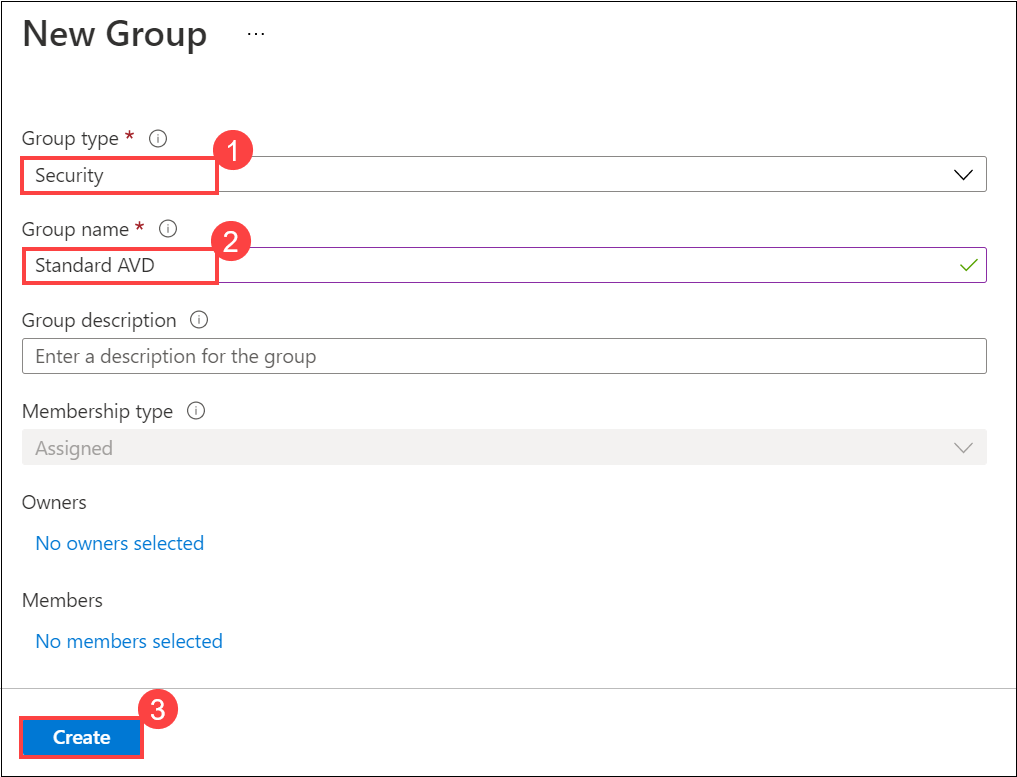 New Group ...
Group type *
1
Security
Group name *
2
Standard AVD
Group description
Enter a description for the group
Membership type
Assigned
Owners
No owners selected
Members
No members selected
3
Create